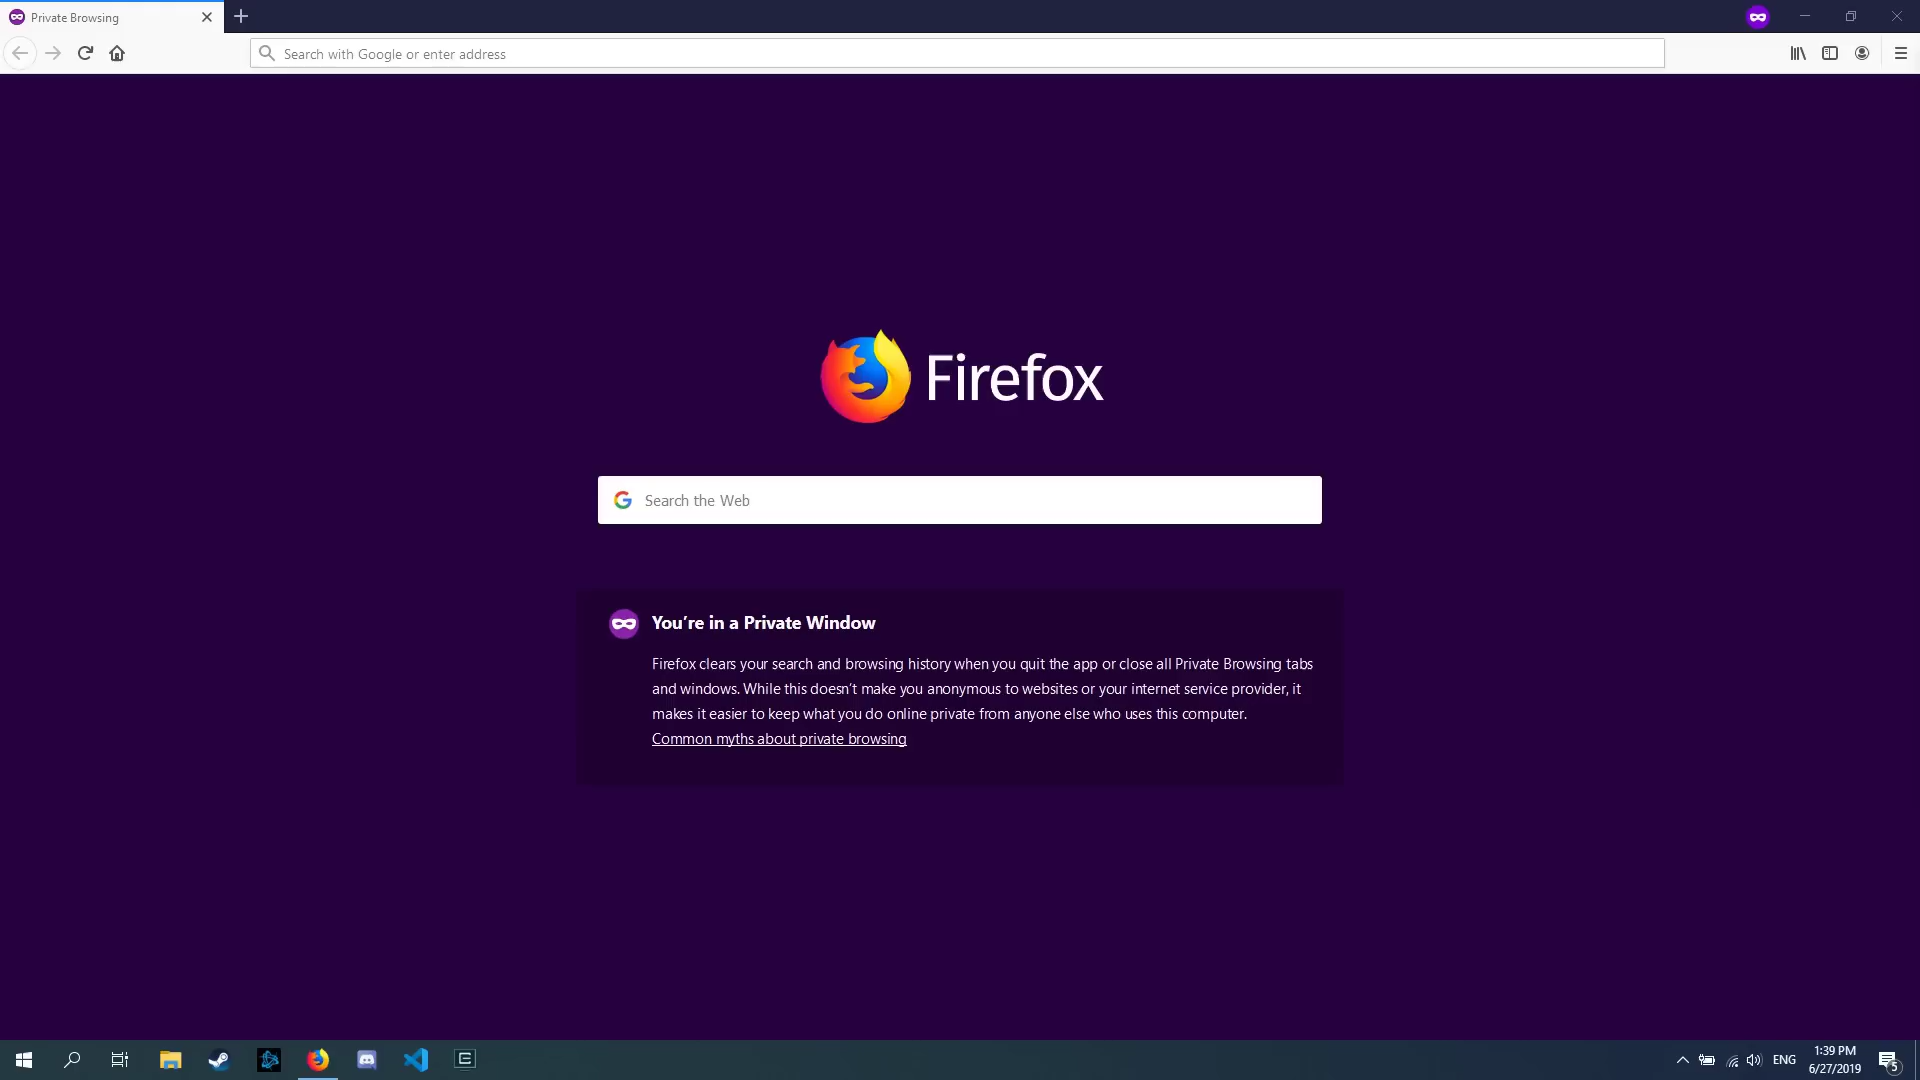 Private Browsing
Search with Google or enter address
Firefox
Search the Web
You’re in a Private Window
Firefox clears your search and browsing history when you quit the app or close all Private Browsing tabs
and windows. While this doesn’t make you anonymous to websites or your internet service provider, it
makes it easier to keep what you do online private from anyone else who uses this computer.
Common myths about private browsing
ENG
1:39 PM
6/27/2019
5